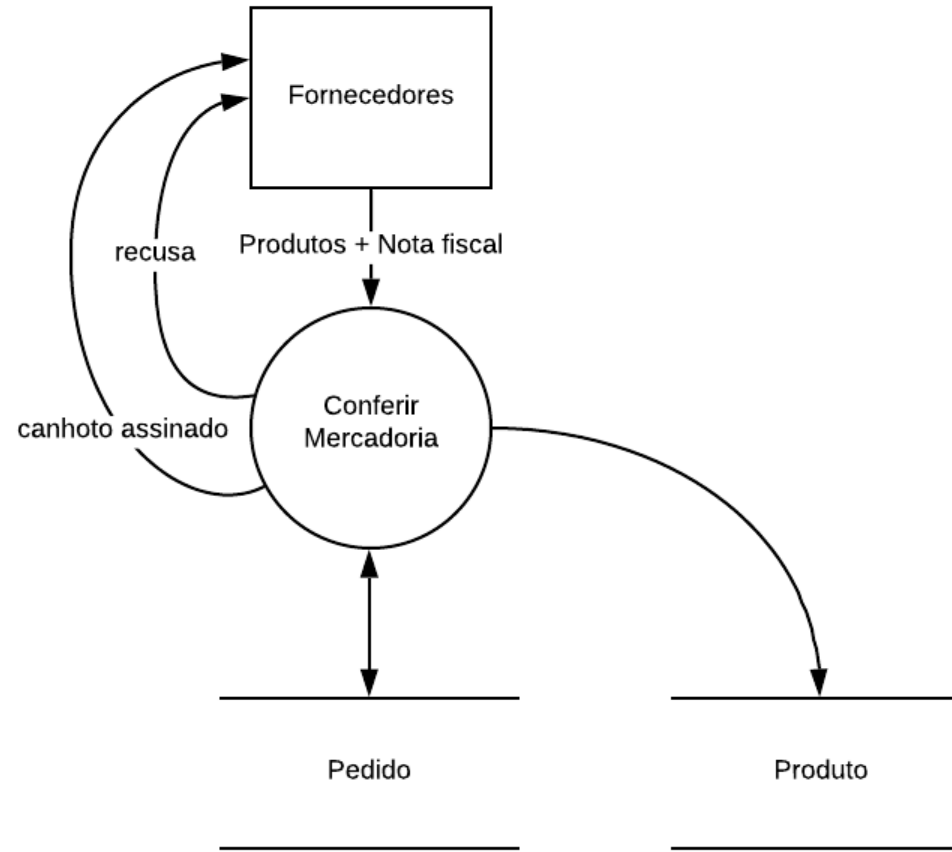 Fornecedores
recusa
Produtos + Nota fiscal
Conferir
Mercadoria
canhoto assinado
Pedido
Produto